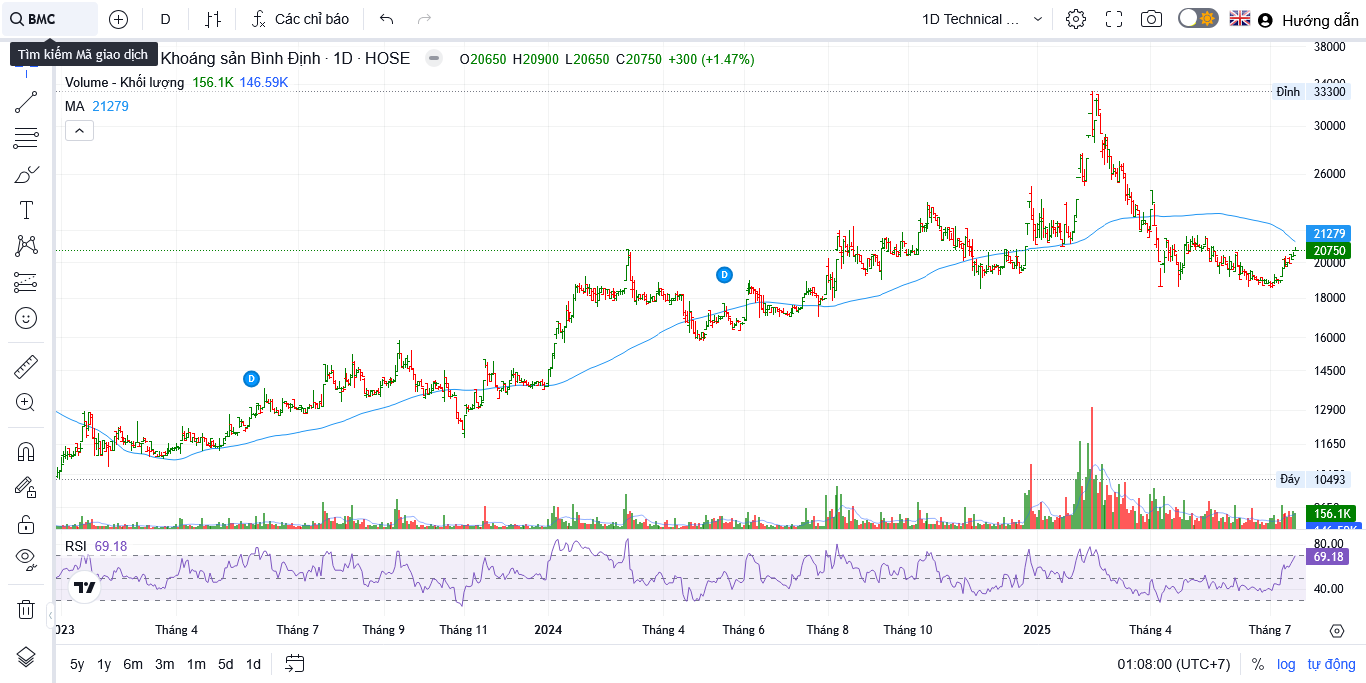 BMC
D
Các chỉ báo
1D Technical ...
Hướng dẫn
Tìm kiếm Mã giao dịch
Khoáng sản Bình Định · 1D · HOSE
O20650 H20900 L20650 C20750 +300 (+1.47%)
Volume - Khối lượng 156.1K 146.59K
MA 21279
38000
Đỉnh 33300
30000
26000
21279
20750
20000
18000
16000
14500
12900
11650
Đáy 10493
156.1K
D
D
RSI 69.18
80.00
69.18
40.00
023 Tháng 4 Tháng 7 Tháng 9 Tháng 11 2024 Tháng 4 Tháng 6 Tháng 8 Tháng 10 2025 Tháng 4 Tháng 7
5y 1y 6m 3m 1m 5d 1d
01:08:00 (UTC+7) % log tự động